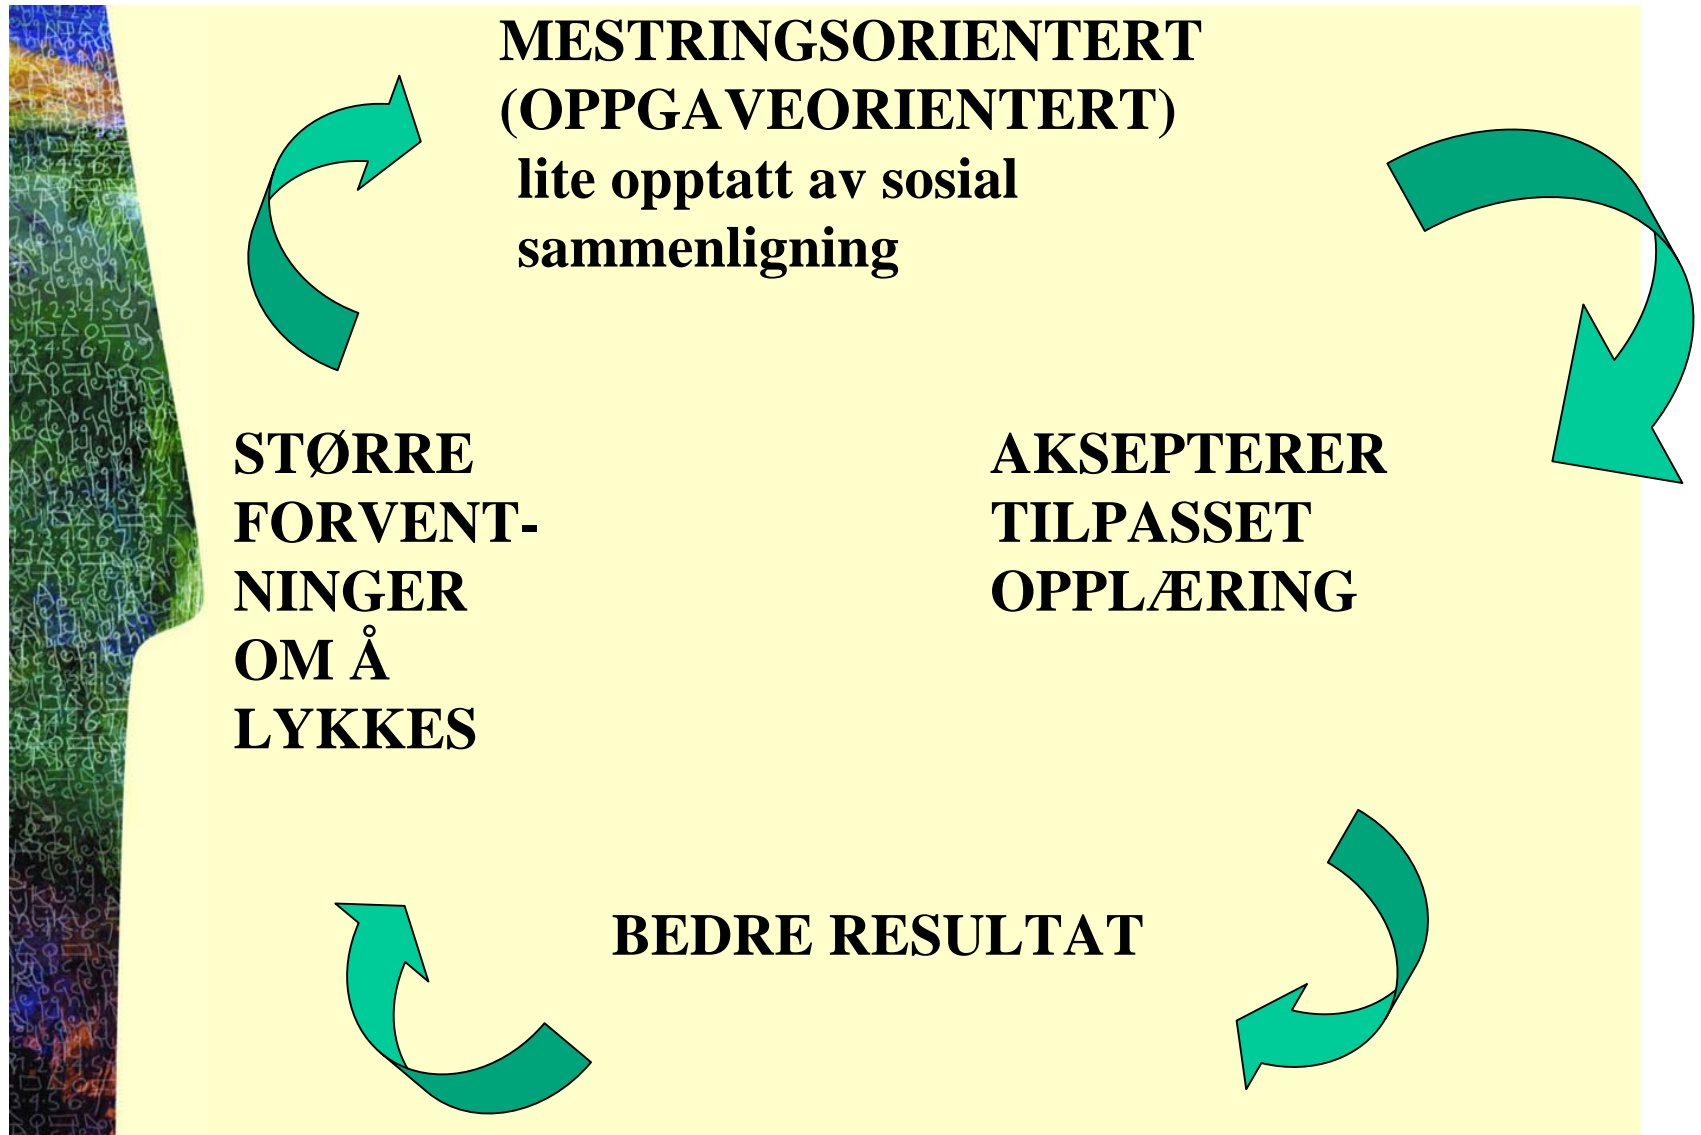 MESTRINGSORIENTERT
(OPPGAVEORIENTERT)
lite opptatt av sosial
sammenligning
STØRRE
FORVENT-
NINGER
OM Å
LYKKES
AKSEPTERER
TILPASSET
OPPLÆRING
BEDRE RESULTAT